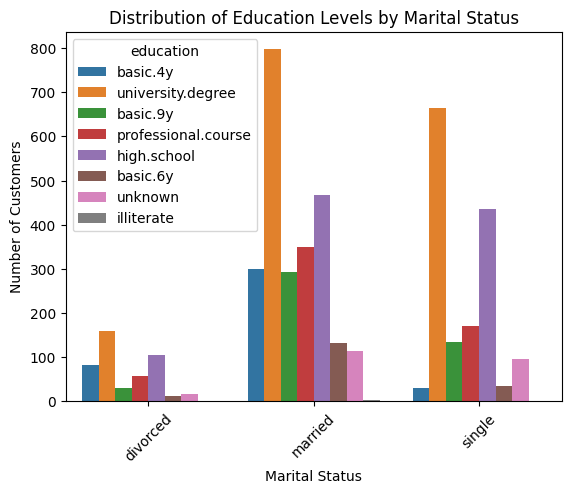 Distribution of Education Levels by Marital Status
education
basic.4y
university.degree
basic.9y
professional.course
high.school
basic.6y
unknown
illiterate
Number of Customers
800
700
600
500
400
300
200
100
0
divorced
married
single
Marital Status